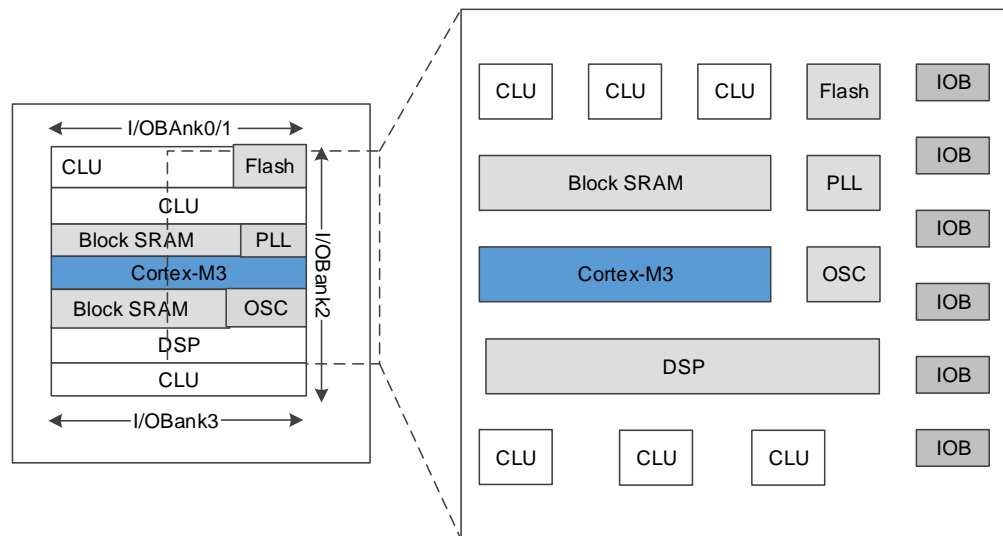 I/OBAnk0/1
CLU
Flash
CLU
Block SRAM
PLL
Cortex-M3
Block SRAM
OSC
DSP
CLU
I/OBank3
I/OBank2
CLU
CLU
CLU
Flash
IOB
IOB
Block SRAM
PLL
IOB
Cortex-M3
OSC
IOB
DSP
IOB
CLU
CLU
CLU
IOB